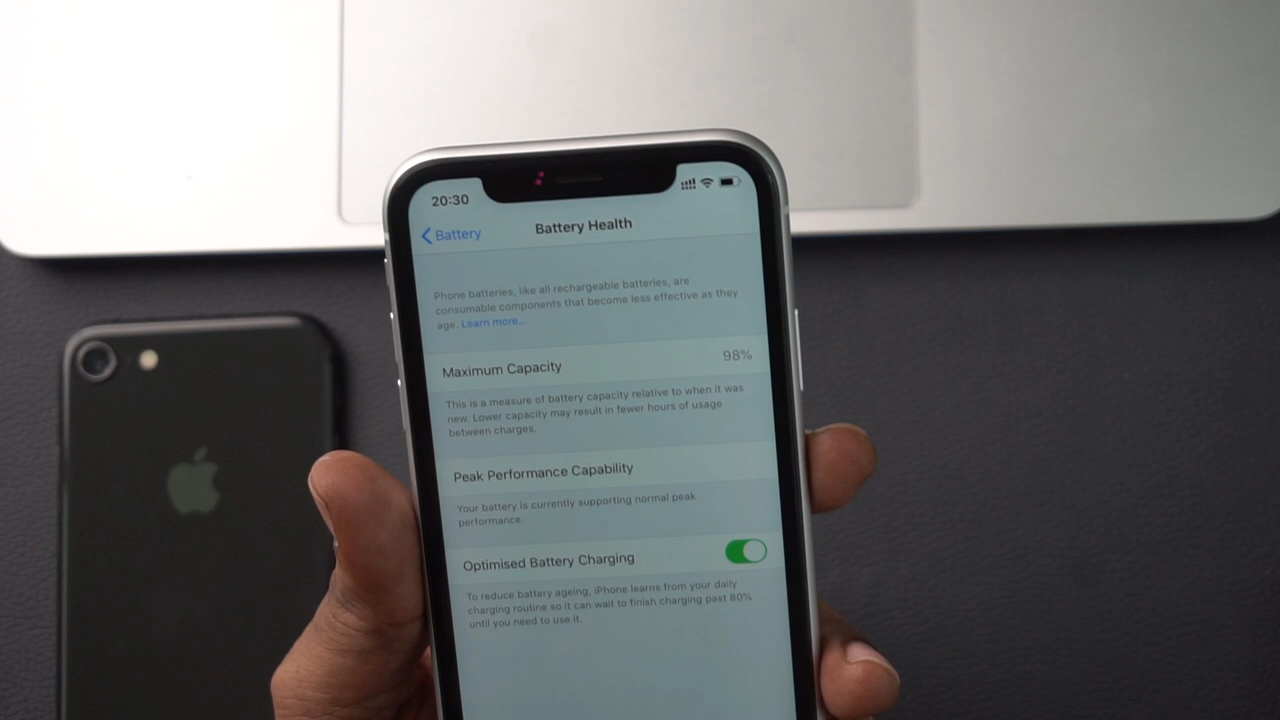 20:30
Battery
Battery Health
Phone batteries, like all rechargeable batteries, are
consumable components that become less effective as they
age. Learn more...
Maximum Capacity 98%
This is a measure of battery capacity relative to when it was
new. Lower capacity may result in fewer hours of usage
between charges.
Peak Performance Capability
Your battery is currently supporting normal peak
performance.
Optimised Battery Charging
To reduce battery ageing, iPhone learns from your daily
charging routine so it can wait to finish charging past 80%
until you need to use it.